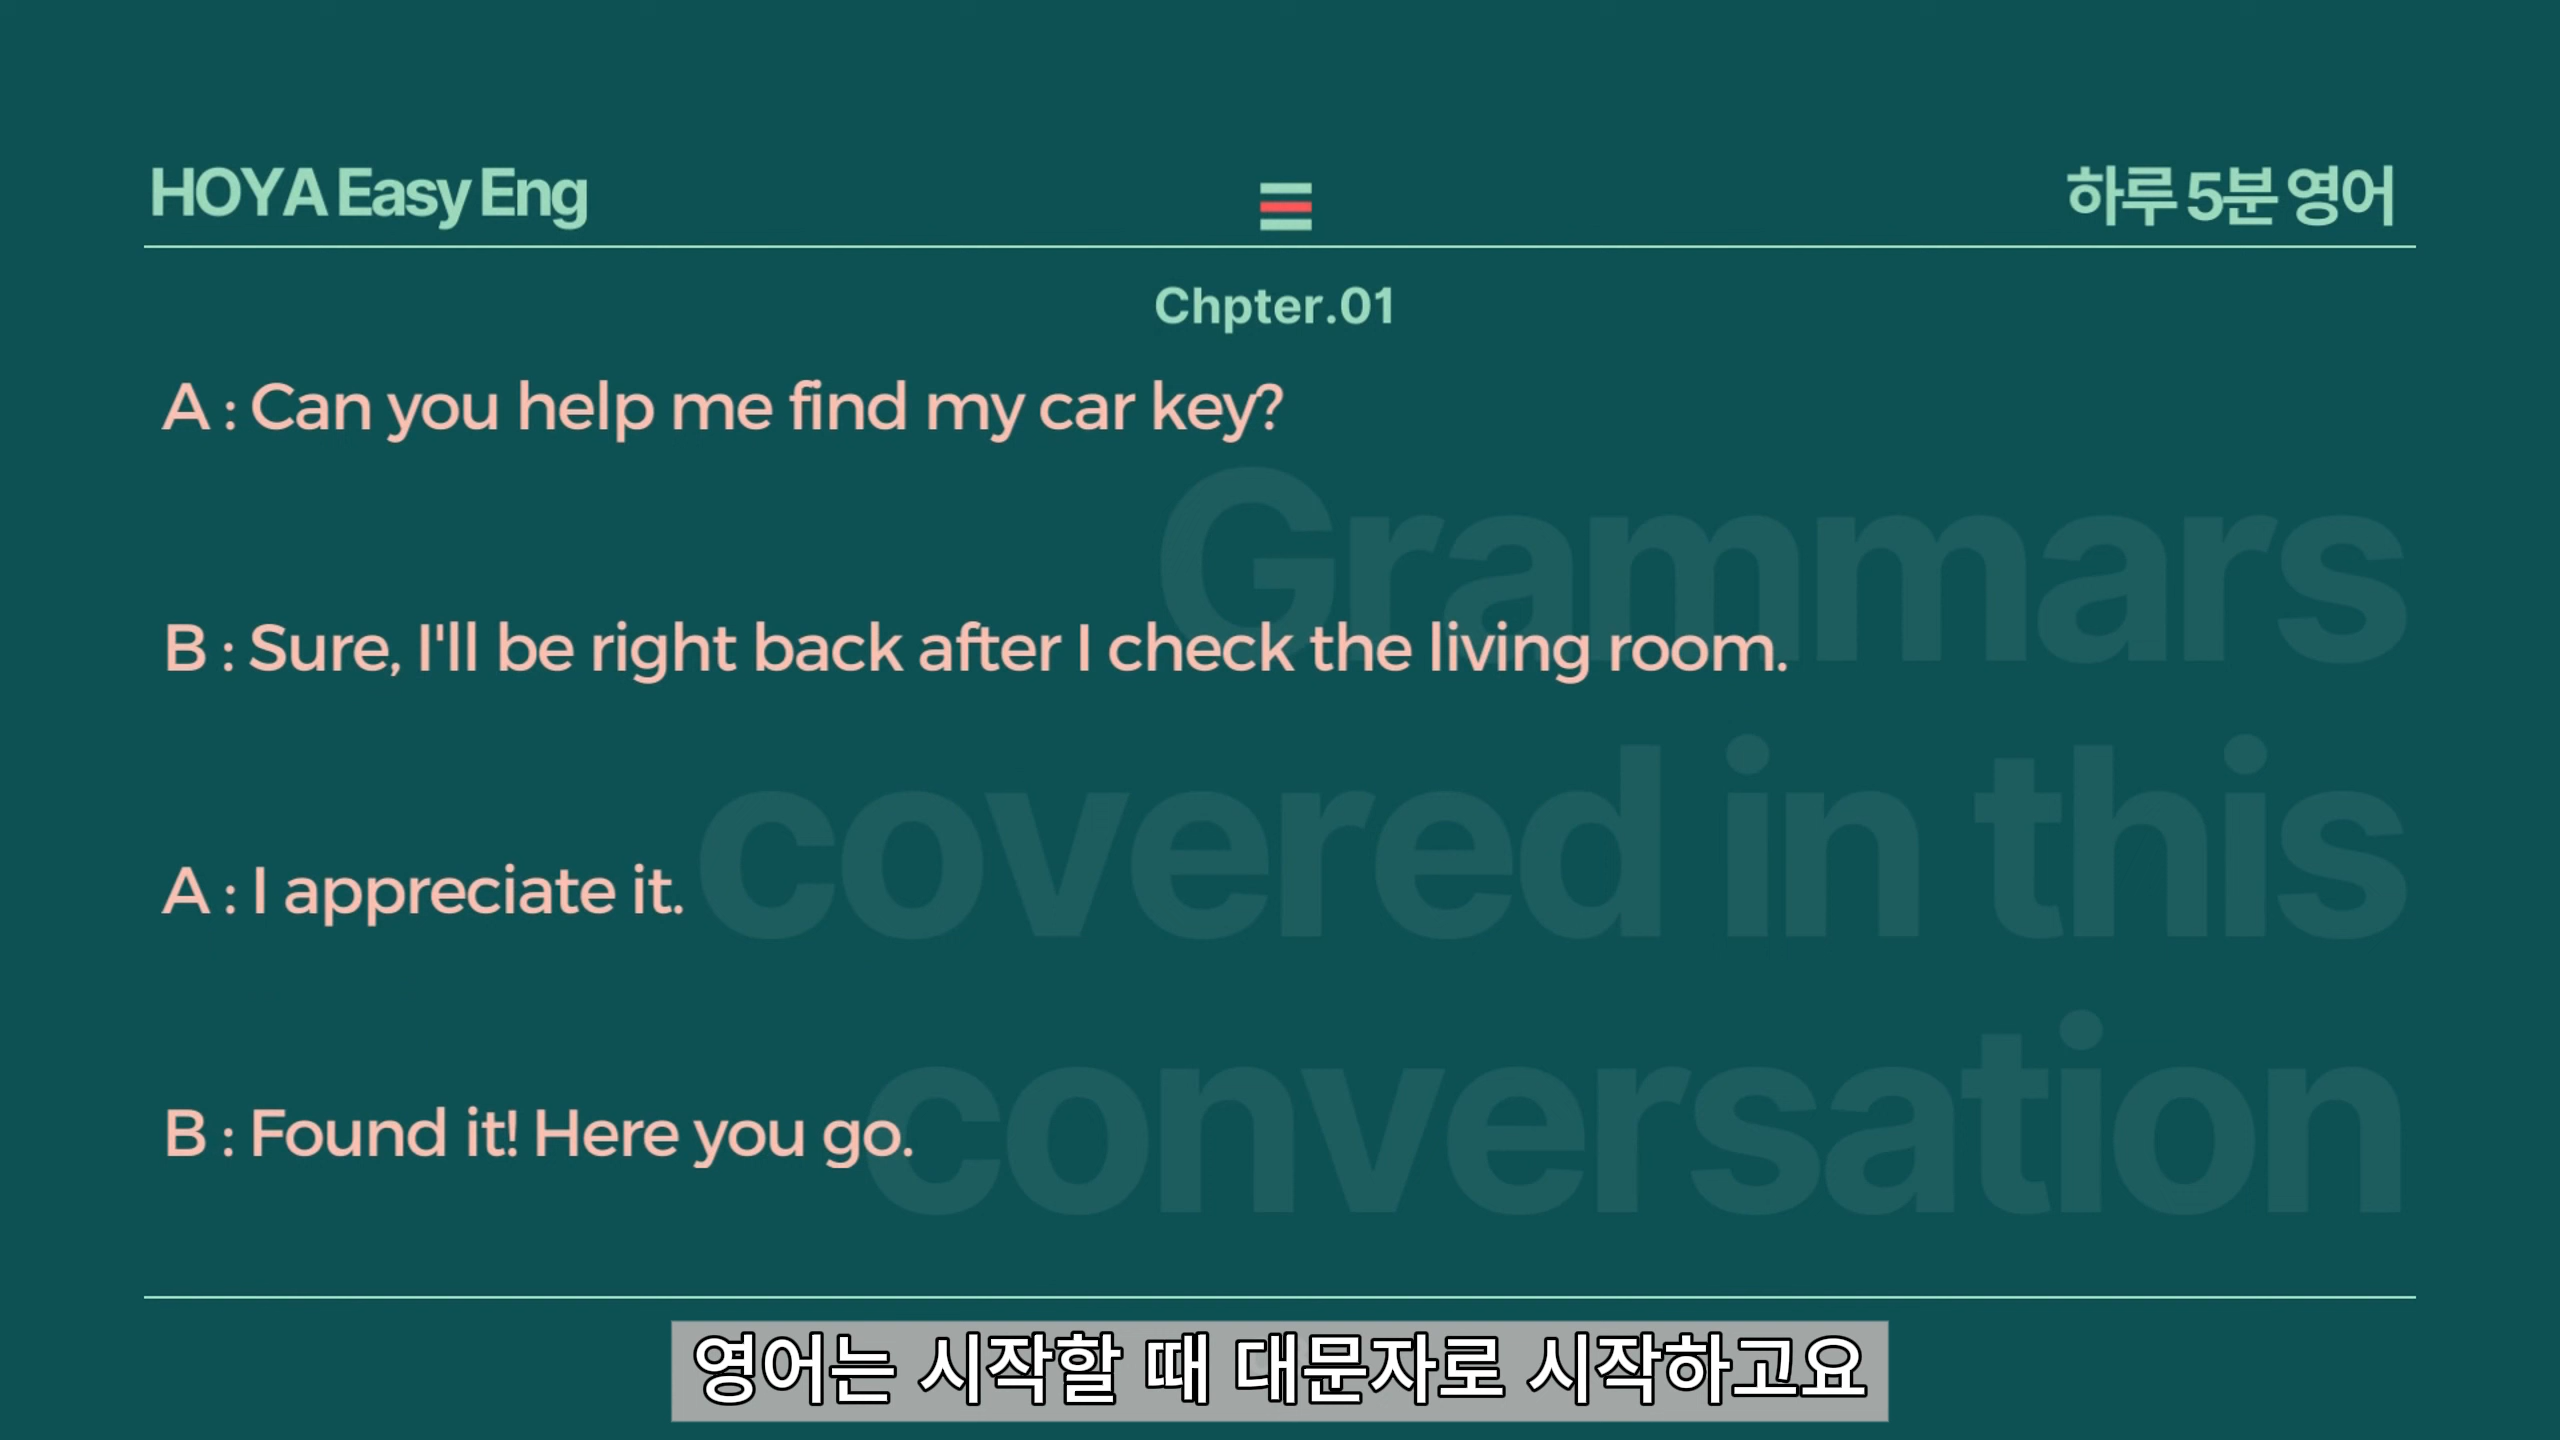 HOYA Easy Eng
하루 5분 영어
Chpter.01
A : Can you help me find my car key?
B : Sure, I'll be right back after I check the living room.
A : I appreciate it.
B : Found it! Here you go.
Grammars
covered in this
conversation
영어는 시작할 때 대문자로 시작하고요